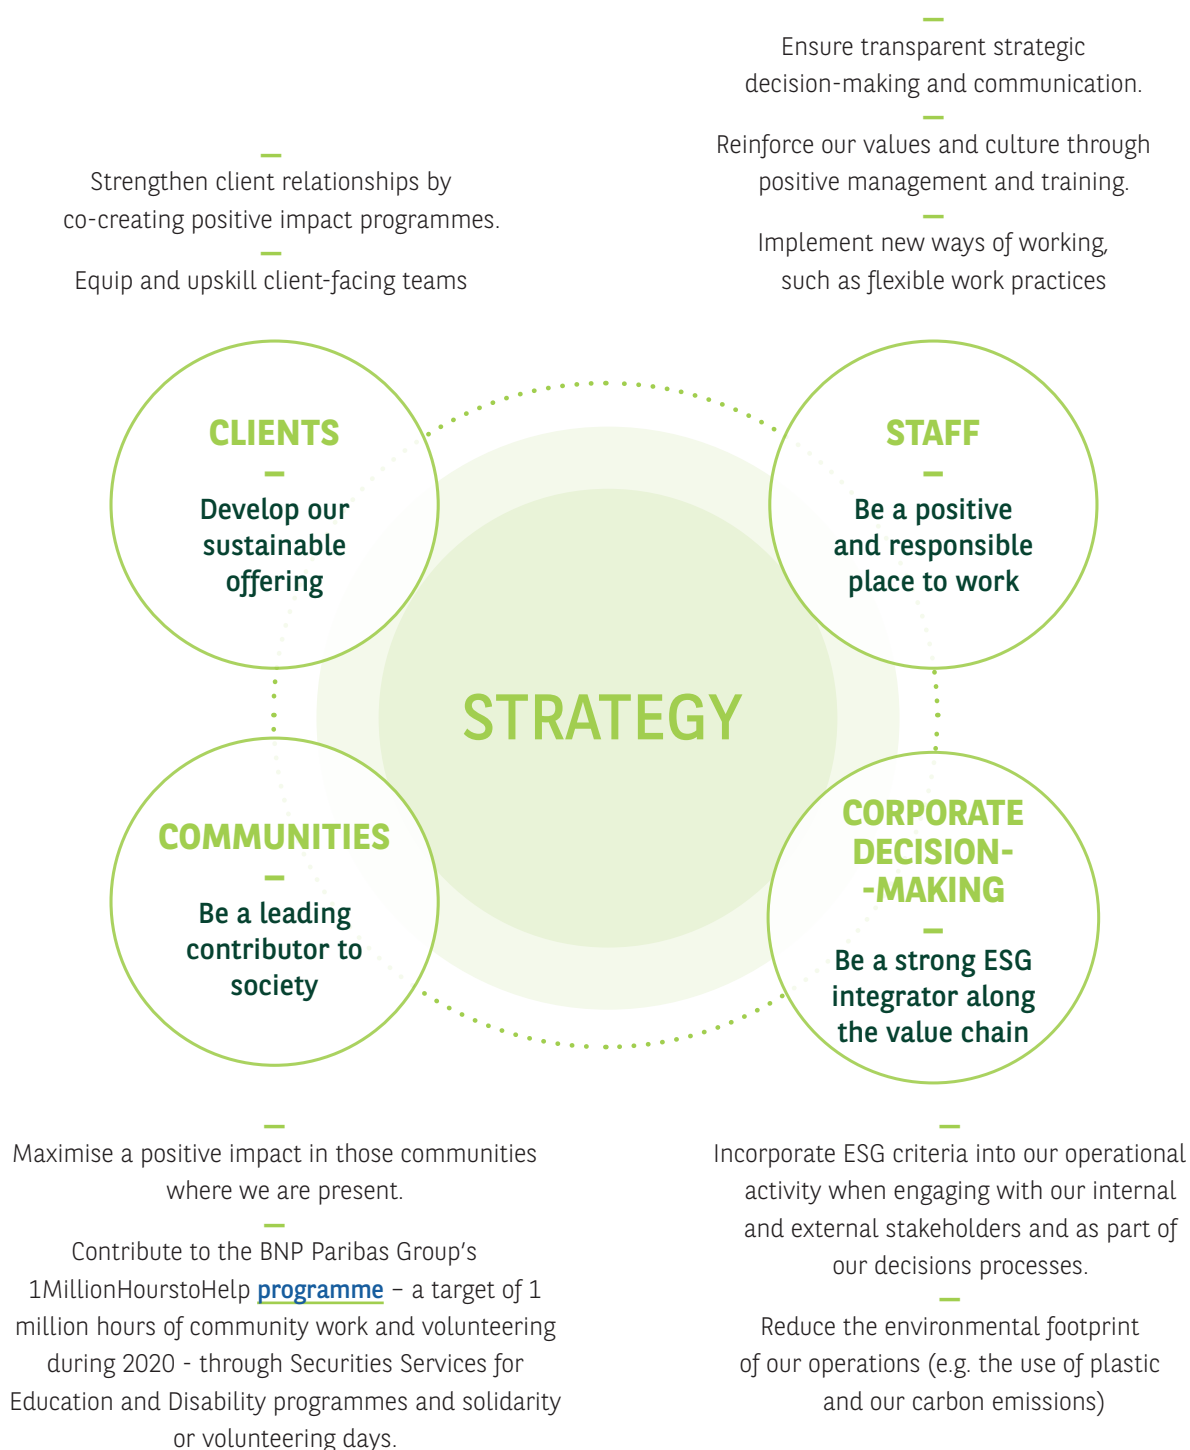 Strengthen client relationships by
co-creating positive impact programmes.
Equip and upskill client-facing teams
Ensure transparent strategic
decision-making and communication.
Reinforce our values and culture through
positive management and training.
Implement new ways of working,
such as flexible work practices
CLIENTS
Develop our
sustainable
offering
STAFF
Be a positive
and responsible
place to work
STRATEGY
COMMUNITIES
Be a leading
contributor to
society
CORPORATE
DECISION-
-MAKING
Be a strong ESG
integrator along
the value chain
Maximise a positive impact in those communities
where we are present.
Contribute to the BNP Paribas Group's
1MillionHourstoHelp programme – a target of 1
million hours of community work and volunteering
during 2020 - through Securities Services for
Education and Disability programmes and solidarity
or volunteering days.
Incorporate ESG criteria into our operational
activity when engaging with our internal
and external stakeholders and as part of
our decisions processes.
Reduce the environmental footprint
of our operations (e.g. the use of plastic
and our carbon emissions)